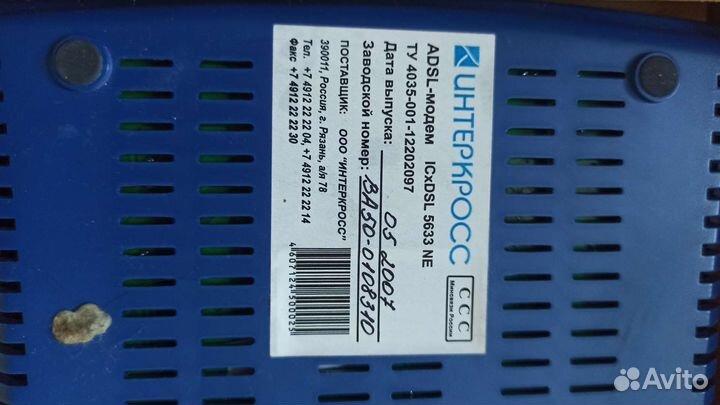 ИНТЕРКРОСС
ССС
Минсвязи России
ADSL-модем ICxDSL 5633 NE
ТУ 4035-001-12202097
Дата выпуска: 05 2007
Заводской номер: ВА50-0108310
ПОСТАВЩИК: ООО "ИНТЕРКРОСС"
390011, Россия, г. Рязань, а/я 78
Тел. +7 4912 22 22 04, +7 4912 22 22 14
Факс +7 4912 22 22 30
4607124500023
Avito